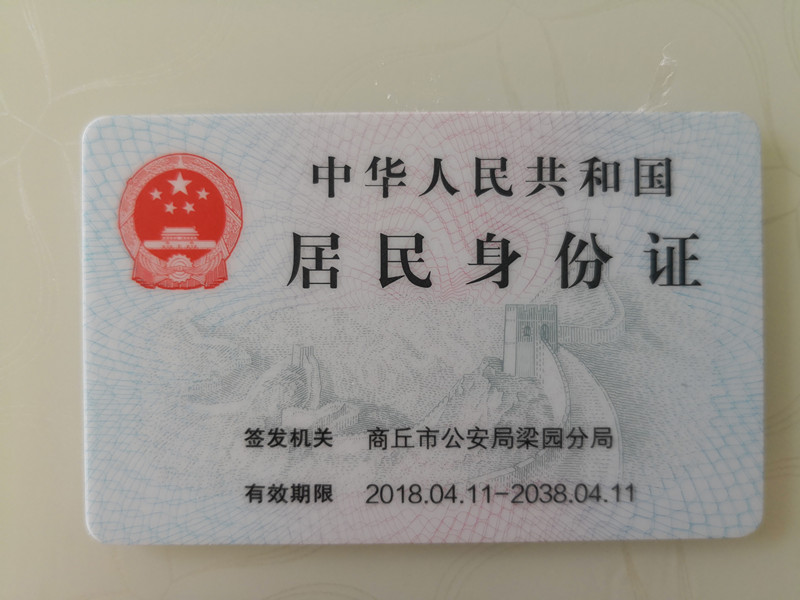 中华人民共和国
居民身份证
签发机关 商丘市公安局梁园分局
有效期限 2018.04.11-2038.04.11